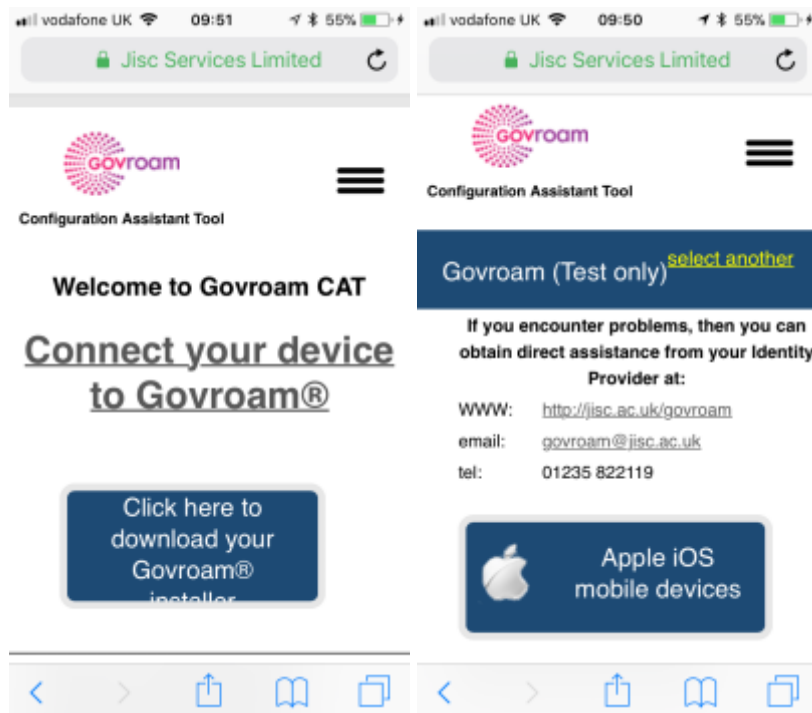 vodafone UK 09:51 55%
Jisc Services Limited
Govroam
Configuration Assistant Tool
Welcome to Govroam CAT
Connect your device
to Govroam®
Click here to
download your
Govroam®
installer
vodafone UK 09:50 55%
Jisc Services Limited
Govroam
Configuration Assistant Tool
Govroam (Test only) select another
If you encounter problems, then you can
obtain direct assistance from your Identity
Provider at:
WWW: http://jisc.ac.uk/govroam
email: govroam@jisc.ac.uk
tel: 01235 822119
Apple iOS
mobile devices